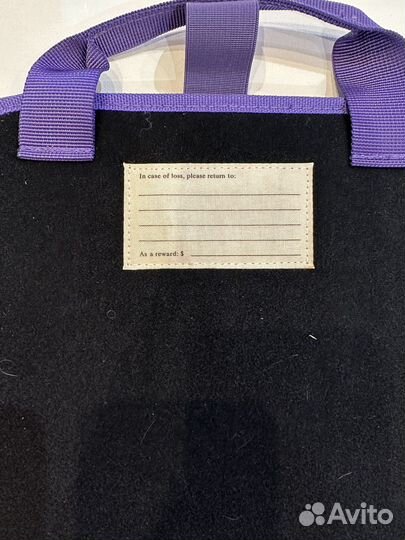 In case of loss, please return to:
As a reward: $
Avito